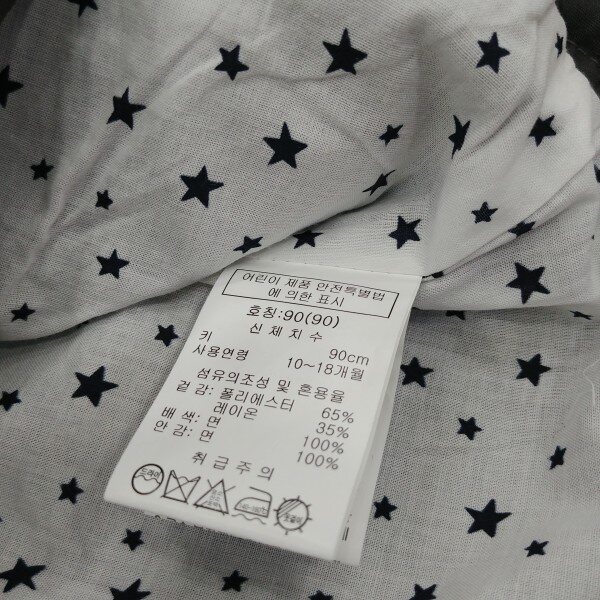 어린이 제품 안전특별법
에 의한 표시
호칭:90(90)
신체치수
키 90cm
사용연령 10~18개월
섬유의조성 및 혼용율
겉 감: 폴리에스터 65%
레이온 35%
배 색: 면 100%
안 감: 면 100%
취급주의
드라이